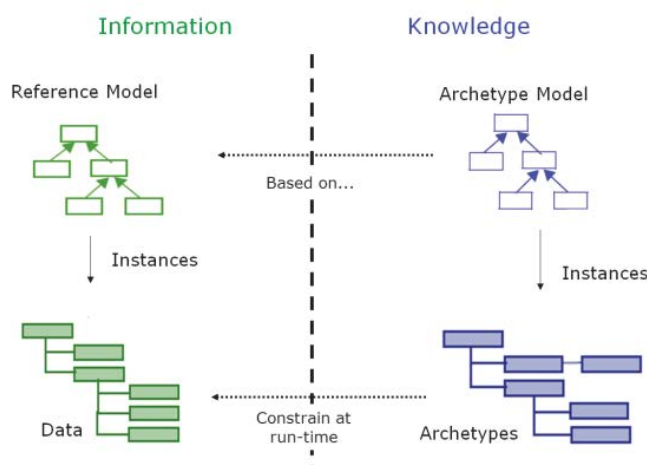 Information
Knowledge
Reference Model
Archetype Model
Based on...
Instances
Instances
Data
Constrain at
run-time
Archetypes